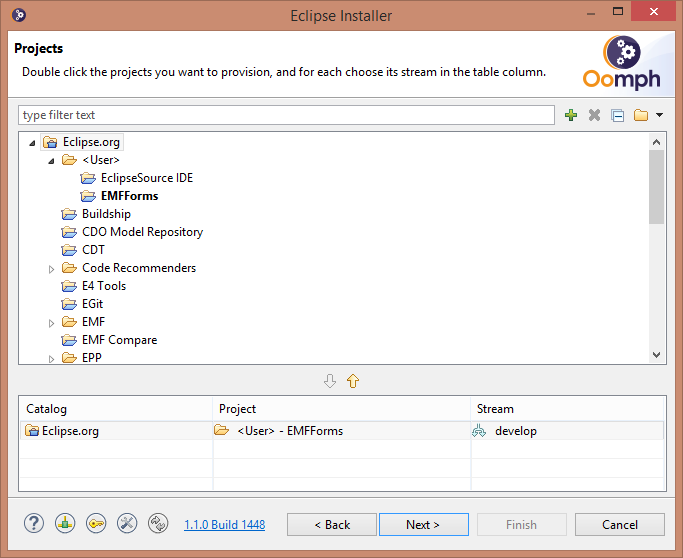 Eclipse Installer
Projects
Double click the projects you want to provision, and for each choose its stream in the table column.
Oomph
type filter text
Eclipse.org
<User>
EclipseSource IDE
EMFForms
Buildship
CDO Model Repository
CDT
Code Recommenders
E4 Tools
EGit
EMF
EMF Compare
EPP
Catalog Project Stream
Eclipse.org <User> - EMFForms develop
? 1.1.0 Build 1448 < Back Next > Finish Cancel